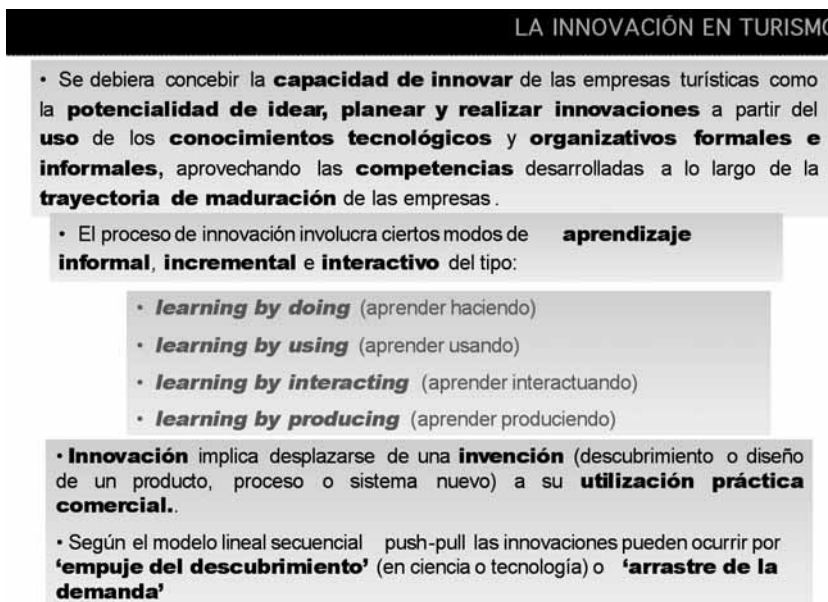 LA INNOVACIÓN EN TURISMO
• Se debiera concebir la capacidad de innovar de las empresas turísticas como
la potencialidad de idear, planear y realizar innovaciones a partir del
uso de los conocimientos tecnológicos y organizativos formales e
informales, aprovechando las competencias desarrolladas a lo largo de la
trayectoria de maduración de las empresas.
• El proceso de innovación involucra ciertos modos de aprendizaje
informal, incremental e interactivo del tipo:
• learning by doing (aprender haciendo)
• learning by using (aprender usando)
• learning by interacting (aprender interactuando)
• learning by producing (aprender produciendo)
• Innovación implica desplazarse de una invención (descubrimiento o diseño
de un producto, proceso o sistema nuevo) a su utilización práctica
comercial..
• Según el modelo lineal secuencial push-pull las innovaciones pueden ocurrir por
‘empuje del descubrimiento’ (en ciencia o tecnología) o ‘arrastre de la
demanda’